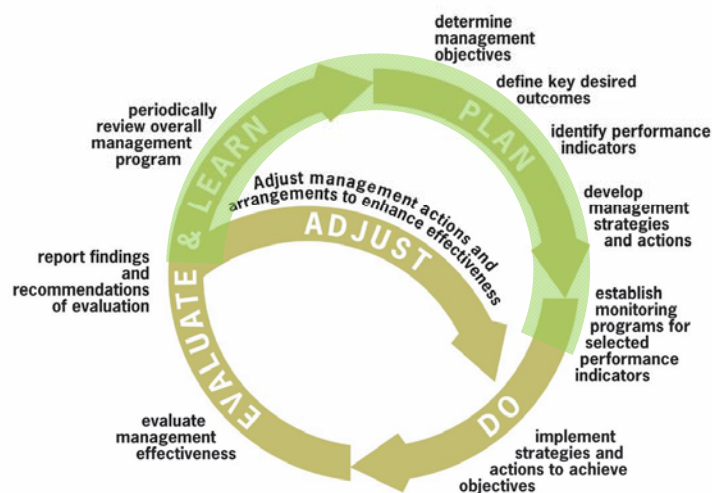 determine
management
objectives
define key desired
outcomes
identify performance
indicators
develop
management
strategies
and actions
establish
monitoring
programs for
selected
performance
indicators
implement
strategies and
actions to achieve
objectives
evaluate
management
effectiveness
report findings
and
recommendations
of evaluation
periodically
review overall
management
program
PLAN
DO
EVALUATE & LEARN
ADJUST
Adjust management actions and
arrangements to enhance effectiveness